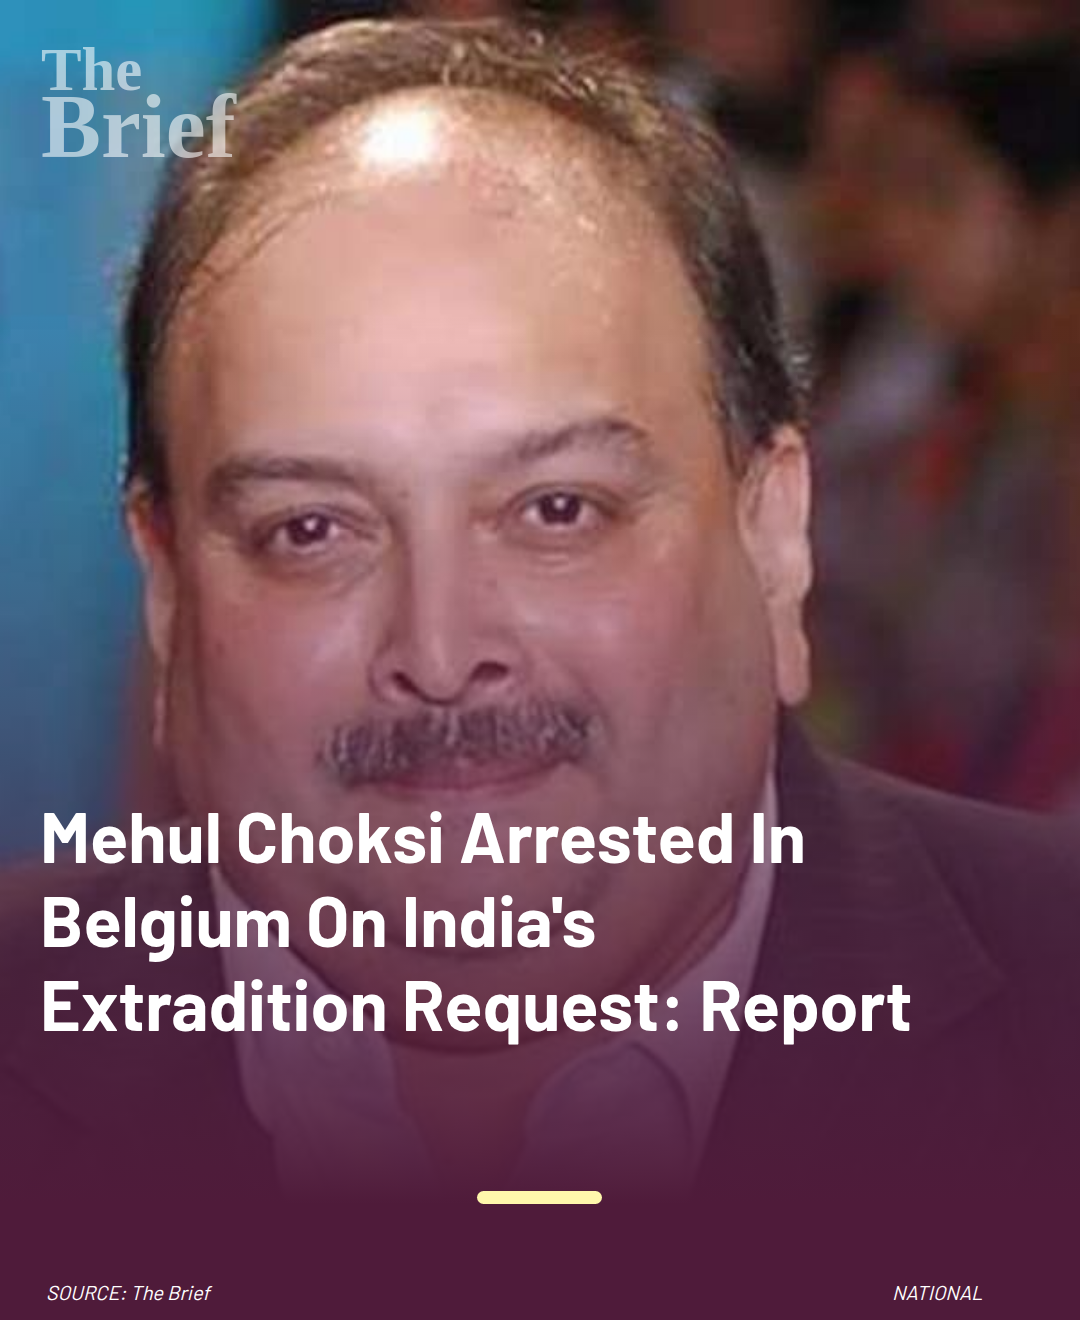 The
Brief
Mehul Choksi Arrested In
Belgium On India's
Extradition Request: Report
SOURCE: The Brief
NATIONAL